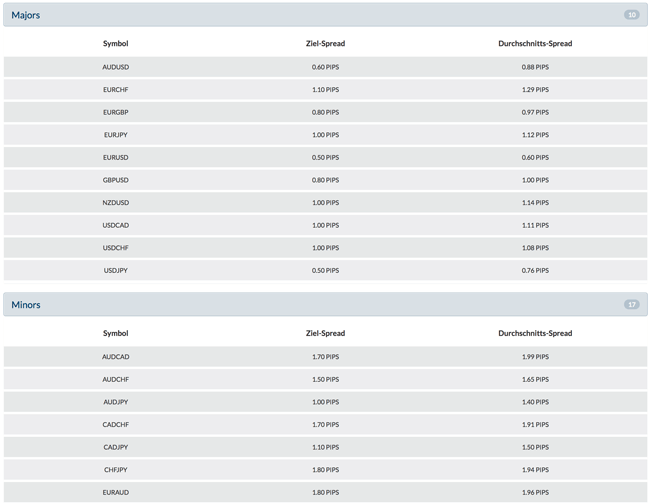 Majors 10
Symbol Ziel-Spread Durchschnitts-Spread
AUDUSD 0.60 PIPS 0.88 PIPS
EURCHF 1.10 PIPS 1.29 PIPS
EURGBP 0.80 PIPS 0.97 PIPS
EURJPY 1.00 PIPS 1.12 PIPS
EURUSD 0.50 PIPS 0.60 PIPS
GBPUSD 0.80 PIPS 1.00 PIPS
NZDUSD 1.00 PIPS 1.14 PIPS
USDCAD 1.00 PIPS 1.11 PIPS
USDCHF 1.00 PIPS 1.08 PIPS
USDJPY 0.50 PIPS 0.76 PIPS
Minors 17
Symbol Ziel-Spread Durchschnitts-Spread
AUDCAD 1.70 PIPS 1.99 PIPS
AUDCHF 1.50 PIPS 1.65 PIPS
AUDJPY 1.00 PIPS 1.40 PIPS
CADCHF 1.70 PIPS 1.91 PIPS
CADJPY 1.10 PIPS 1.50 PIPS
CHFJPY 1.80 PIPS 1.94 PIPS
EURAUD 1.80 PIPS 1.96 PIPS